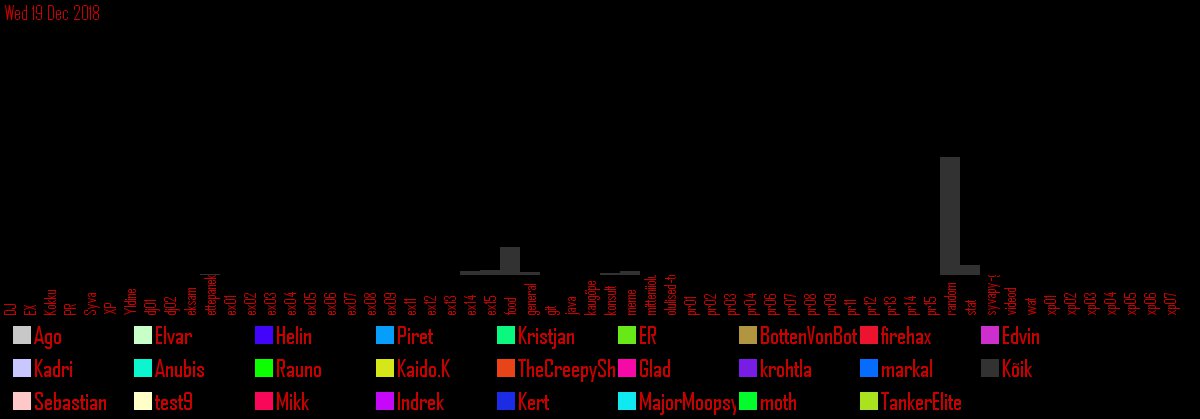 Wed 19 Dec 2018
DJ EX Kokku PR Syva XP Yldine dj01 dj02 eksam ettepanek ex01 ex02 ex03 ex04 ex05 ex06 ex07 ex08 ex09 ex11 ex12 ex13 ex14 ex15 food general git java kaugõpe konsult meme mitteriiol olulised-h pr01 pr02 pr03 pr04 pr06 pr07 pr08 pr09 pr11 pr12 pr13 pr14 pr15 random stat syvapy-t videod wat xp01 xp02 xp03 xp04 xp05 xp06 xp07
Ago Elvar Helin Piret Kristjan ER BottenVonBot firehax Edvin
Kadri Anubis Rauno Kaido.K TheCreepySh Glad krohtla markal Kõik
Sebastian test9 Mikk Indrek Kert MajorMoopsy moth TankerElite